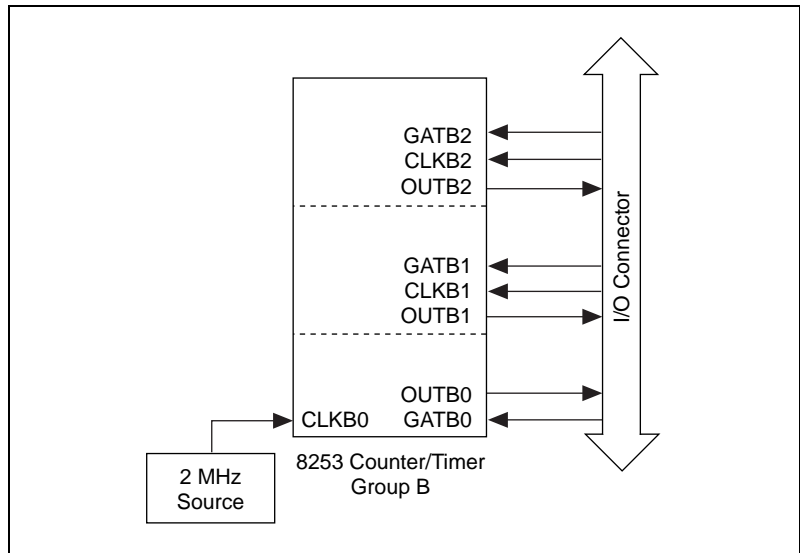 GATB2
CLKB2
OUTB2
GATB1
CLKB1
OUTB1
OUTB0
CLKB0 GATB0
I/O Connector
2 MHz
Source
8253 Counter/Timer
Group B